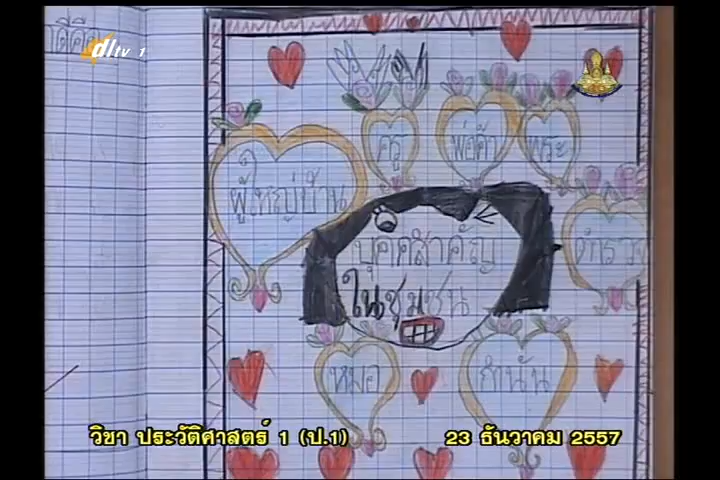 dltv 1
ครู
พ่อค้า
พระ
ผู้ใหญ่บ้าน
ตำรวจ
บุคคสาคัญ
ในชุมชน
หมอ
กำนัน
วิชา ประวัติศาสตร์ 1 (ป.1)
23 ธันวาคม 2557